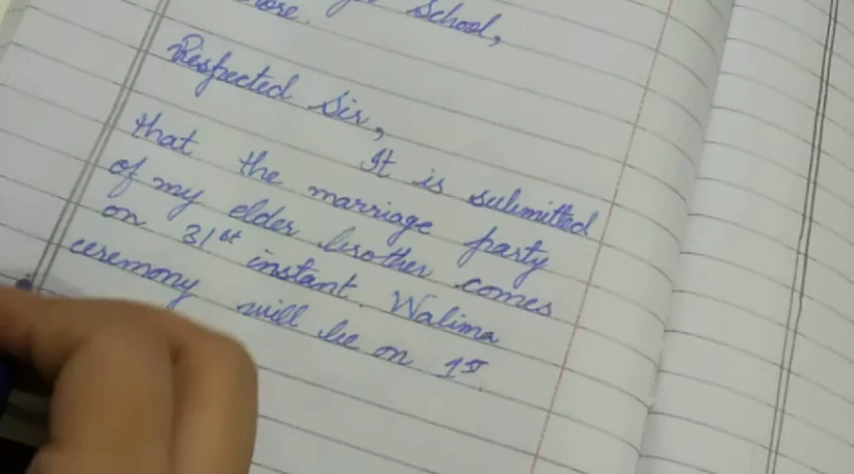 School,
Respected Sir,
It is submitted
that the marriage party
of my elder brother comes
on 31st instant. Walima
ceremony will be on 1st.